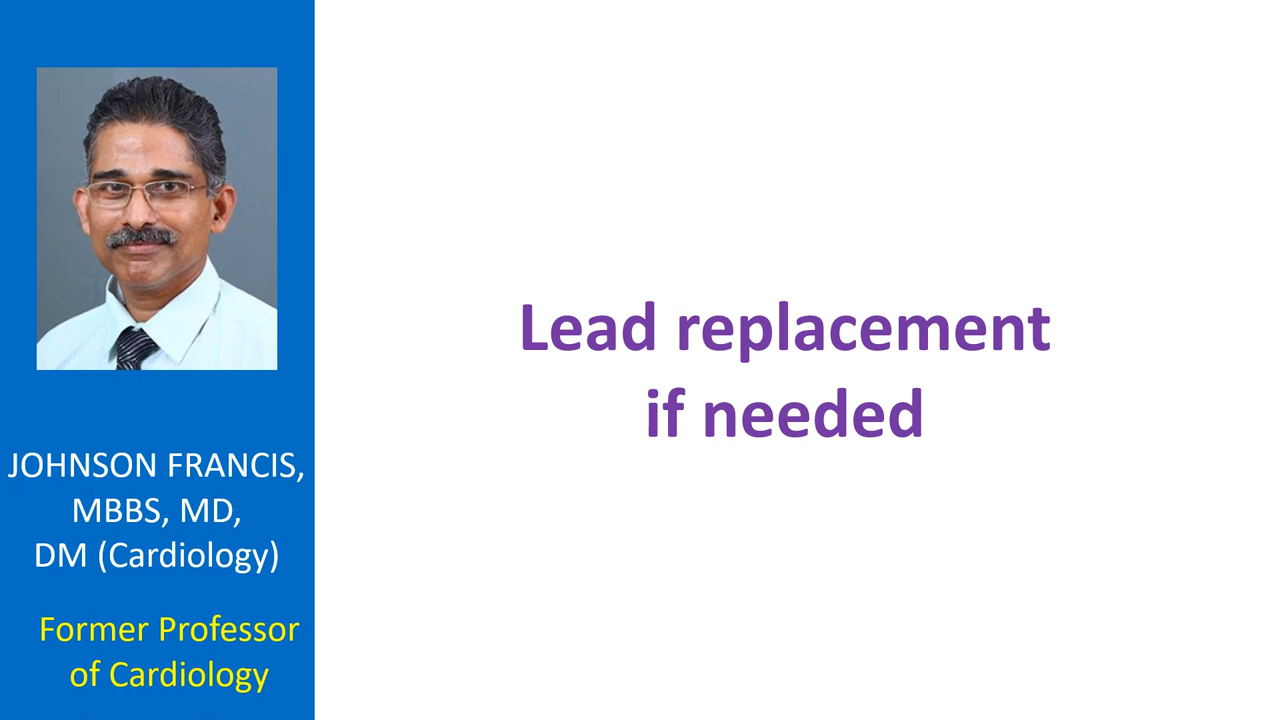 JOHNSON FRANCIS,
MBBS, MD,
DM (Cardiology)
Former Professor
of Cardiology
Lead replacement
if needed